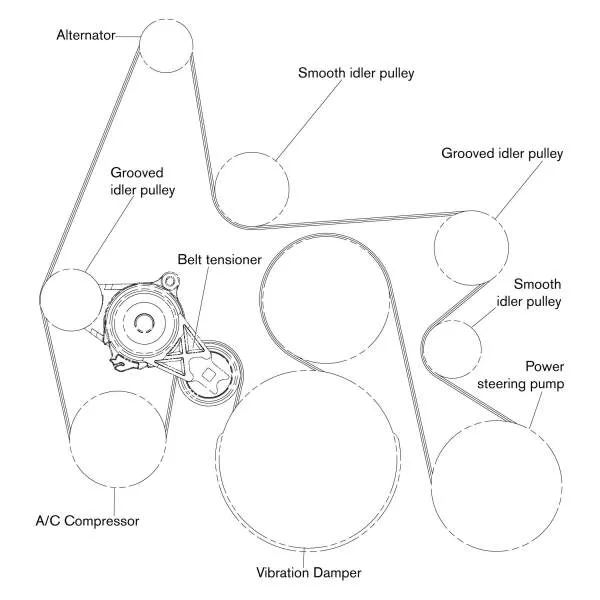 Alternator
Smooth idler pulley
Grooved idler pulley
Grooved
idler pulley
Belt tensioner
Smooth
idler pulley
Power
steering pump
A/C Compressor
Vibration Damper